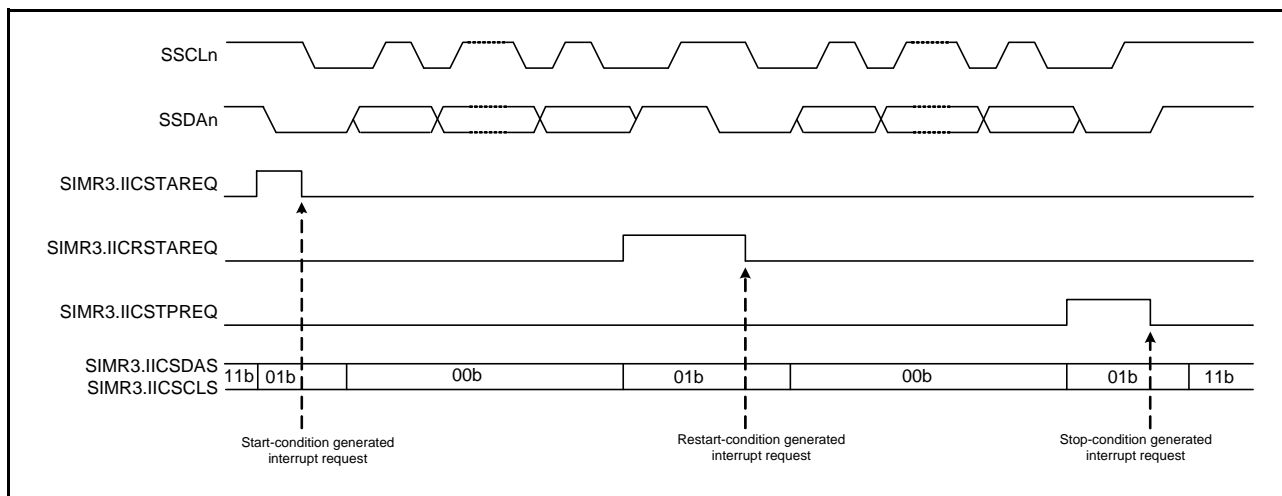 SSCLn
SSDAn
SIMR3.IICSTAREQ
SIMR3.IICRSTAREQ
SIMR3.IICSTPREQ
SIMR3.IICSDAS
SIMR3.IICSCLS
11b 01b 00b 01b 00b 01b 11b
Start-condition generated
interrupt request
Restart-condition generated
interrupt request
Stop-condition generated
interrupt request